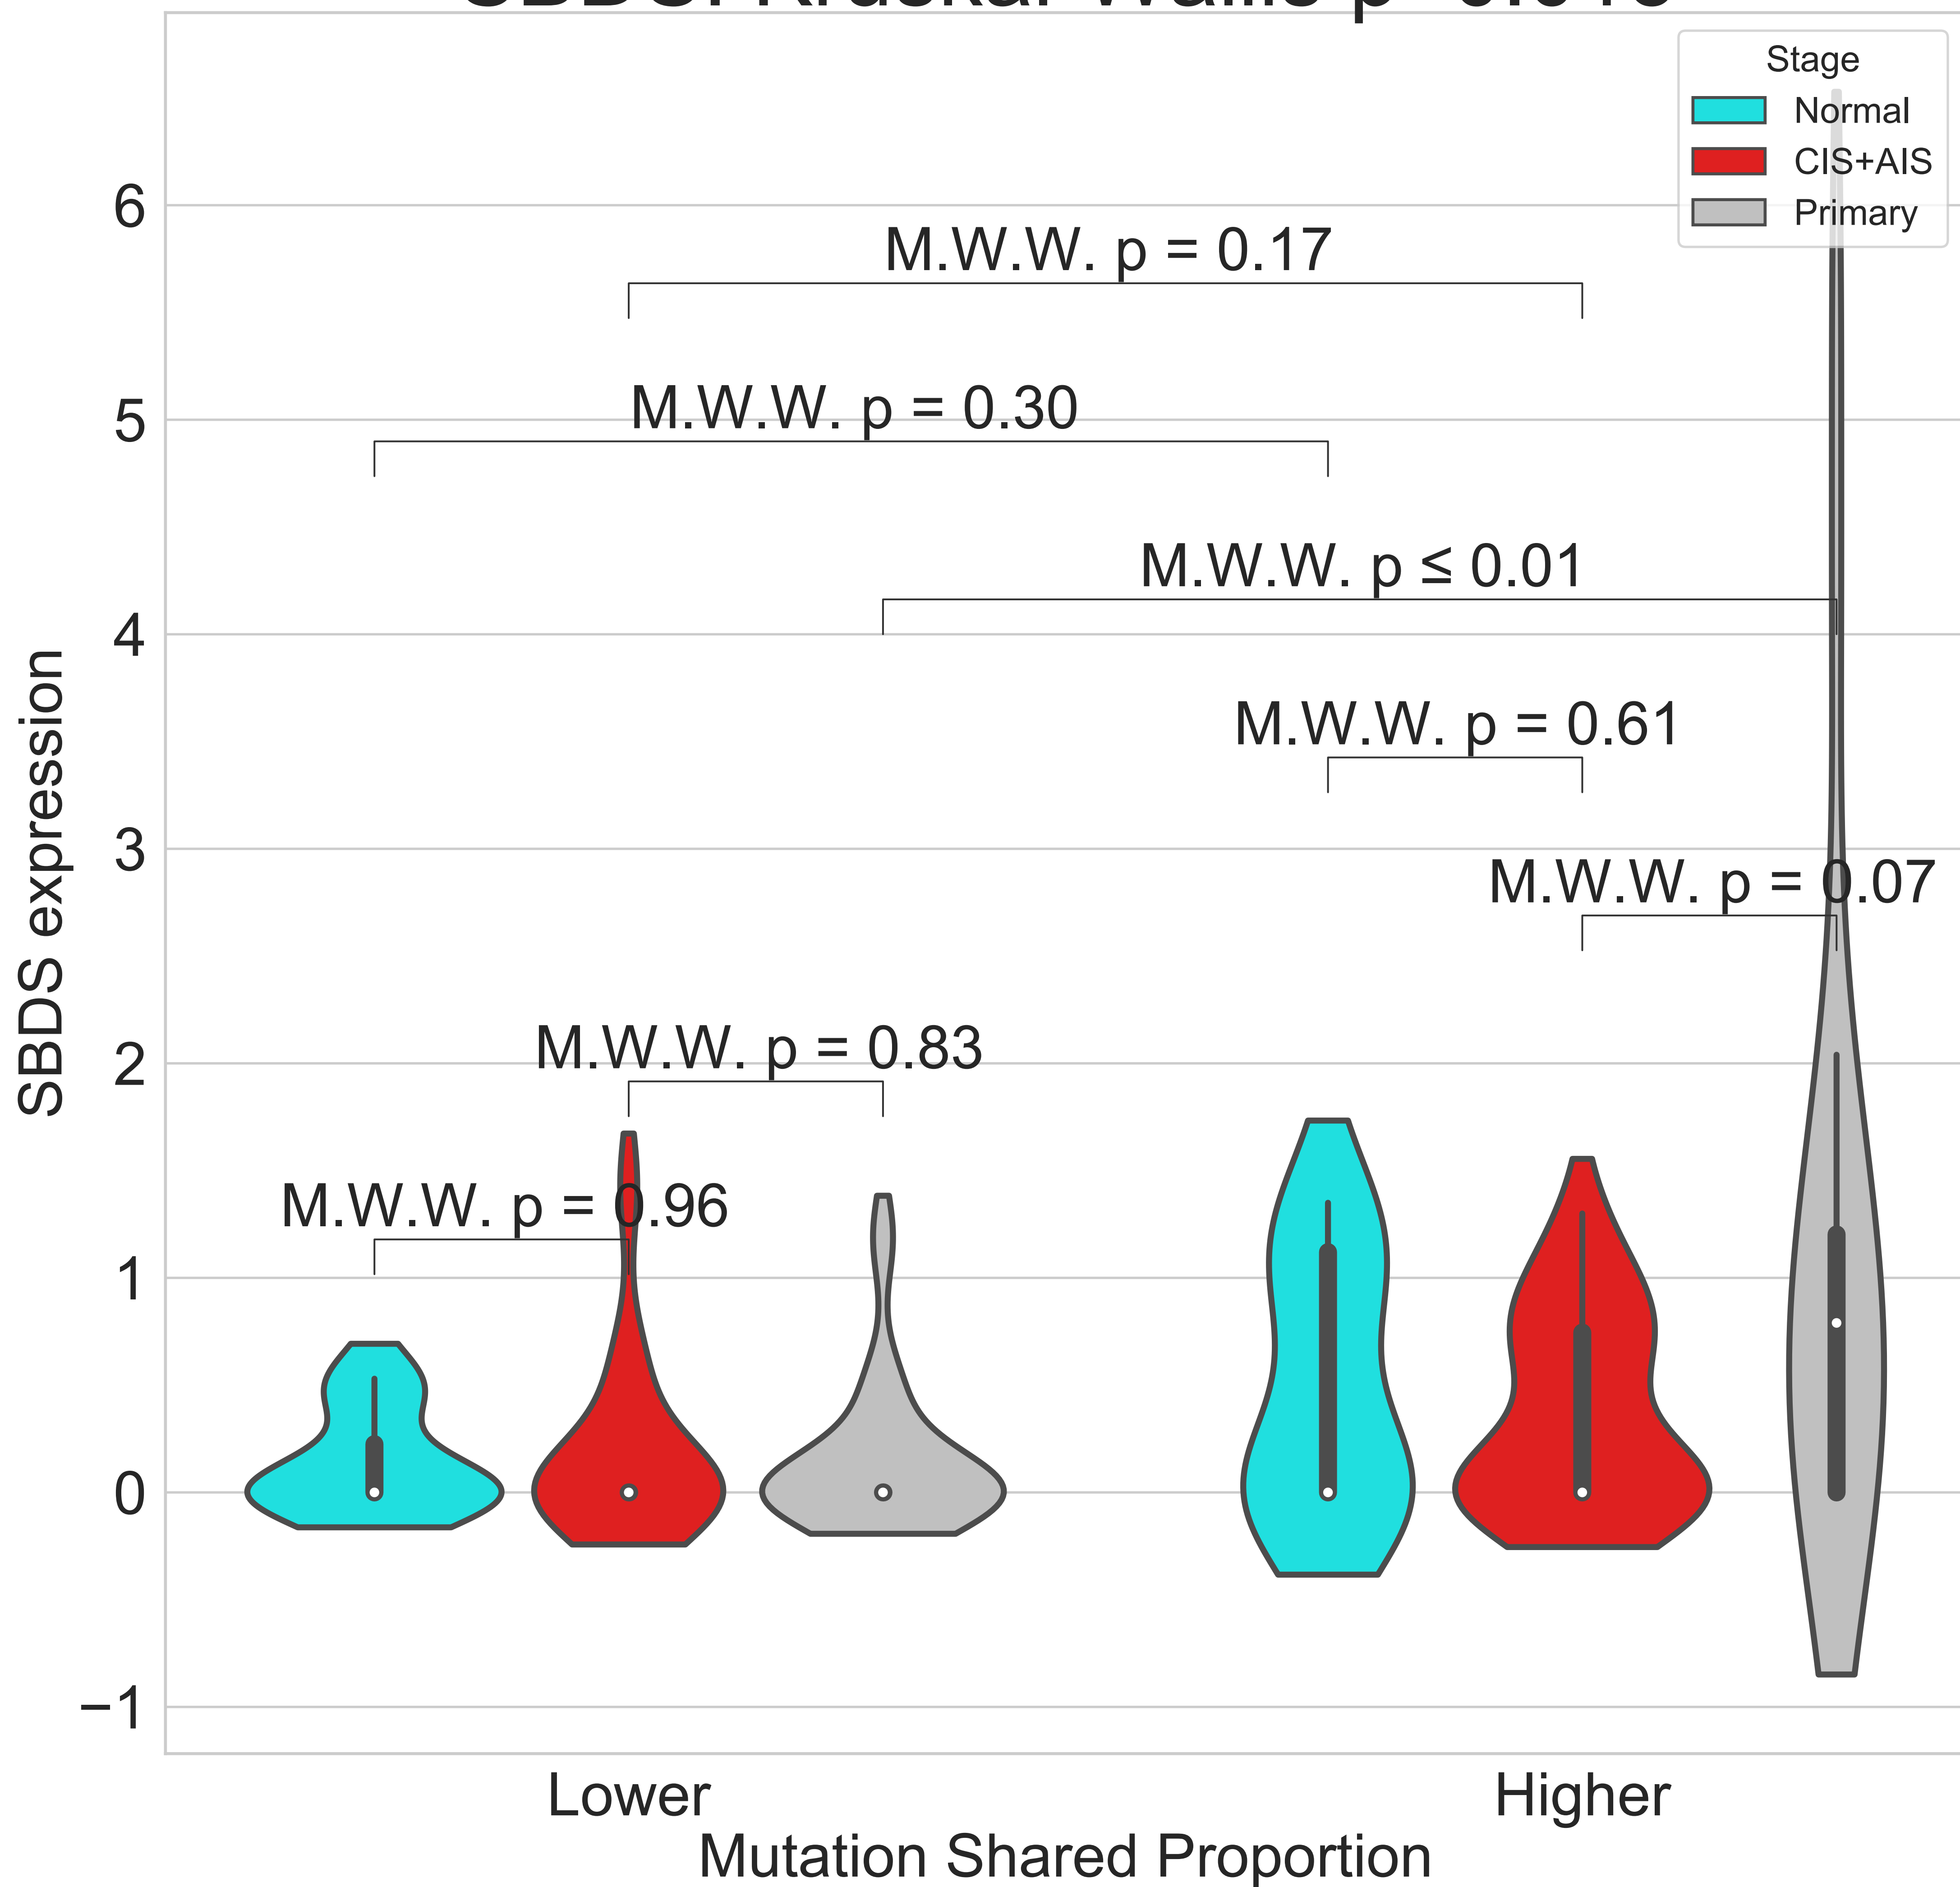 Stage
Normal
CIS+AIS
Primary
6
5
4
3
2
1
0
−1
SBDS expression
M.W.W. p = 0.17
M.W.W. p = 0.30
M.W.W. p ≤ 0.01
M.W.W. p = 0.61
M.W.W. p = 0.07
M.W.W. p = 0.83
M.W.W. p = 0.96
Lower
Higher
Mutation Shared Proportion